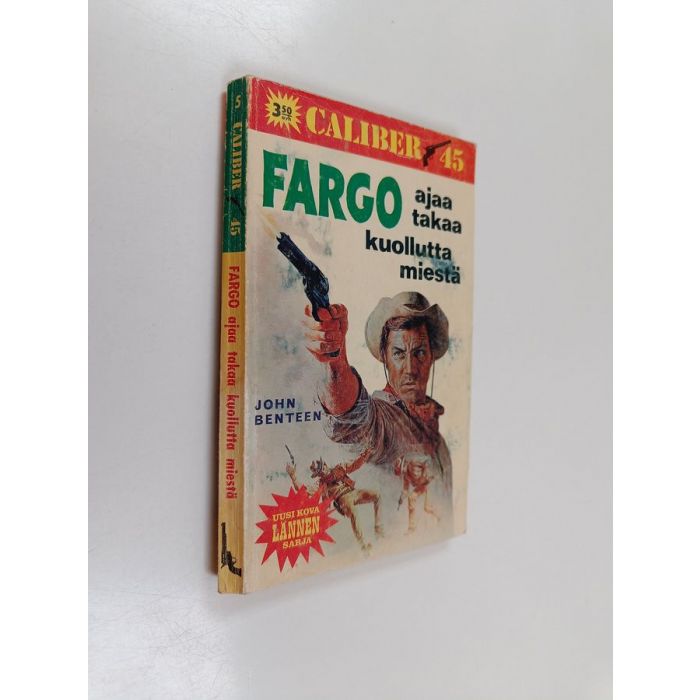 5 CALIBER 45 FARGO ajaa takaa kuollutta miestä
3 50
CALIBER 45
FARGO ajaa
takaa
kuollutta
miestä
JOHN
BENTEEN
UUSI KOVA
LÄNNEN
SARJA